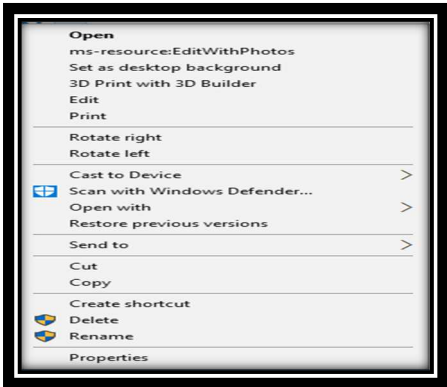 Open
ms-resource:EditWithPhotos
Set as desktop background
3D Print with 3D Builder
Edit
Print
Rotate right
Rotate left
Cast to Device
Scan with Windows Defender...
Open with
Restore previous versions
Send to
Cut
Copy
Create shortcut
Delete
Rename
Properties